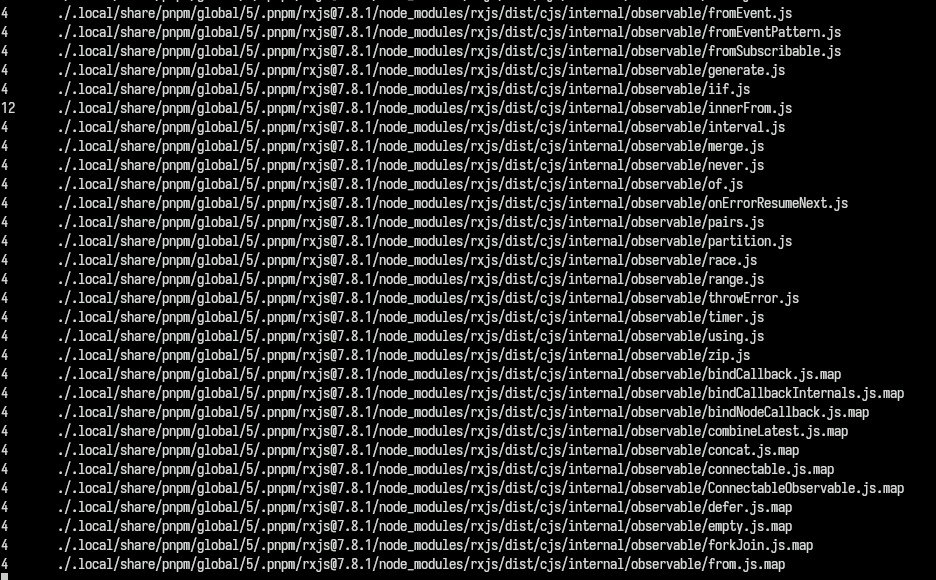 4 ./.local/share/pnpm/global/5/.pnpm/rxjs@7.8.1/node_modules/rxjs/dist/cjs/internal/observable/fromEvent.js
4 ./.local/share/pnpm/global/5/.pnpm/rxjs@7.8.1/node_modules/rxjs/dist/cjs/internal/observable/fromEventPattern.js
4 ./.local/share/pnpm/global/5/.pnpm/rxjs@7.8.1/node_modules/rxjs/dist/cjs/internal/observable/fromSubscribable.js
4 ./.local/share/pnpm/global/5/.pnpm/rxjs@7.8.1/node_modules/rxjs/dist/cjs/internal/observable/generate.js
4 ./.local/share/pnpm/global/5/.pnpm/rxjs@7.8.1/node_modules/rxjs/dist/cjs/internal/observable/iif.js
12 ./.local/share/pnpm/global/5/.pnpm/rxjs@7.8.1/node_modules/rxjs/dist/cjs/internal/observable/innerFrom.js
4 ./.local/share/pnpm/global/5/.pnpm/rxjs@7.8.1/node_modules/rxjs/dist/cjs/internal/observable/interval.js
4 ./.local/share/pnpm/global/5/.pnpm/rxjs@7.8.1/node_modules/rxjs/dist/cjs/internal/observable/merge.js
4 ./.local/share/pnpm/global/5/.pnpm/rxjs@7.8.1/node_modules/rxjs/dist/cjs/internal/observable/never.js
4 ./.local/share/pnpm/global/5/.pnpm/rxjs@7.8.1/node_modules/rxjs/dist/cjs/internal/observable/of.js
4 ./.local/share/pnpm/global/5/.pnpm/rxjs@7.8.1/node_modules/rxjs/dist/cjs/internal/observable/onErrorResumeNext.js
4 ./.local/share/pnpm/global/5/.pnpm/rxjs@7.8.1/node_modules/rxjs/dist/cjs/internal/observable/pairs.js
4 ./.local/share/pnpm/global/5/.pnpm/rxjs@7.8.1/node_modules/rxjs/dist/cjs/internal/observable/partition.js
4 ./.local/share/pnpm/global/5/.pnpm/rxjs@7.8.1/node_modules/rxjs/dist/cjs/internal/observable/race.js
4 ./.local/share/pnpm/global/5/.pnpm/rxjs@7.8.1/node_modules/rxjs/dist/cjs/internal/observable/range.js
4 ./.local/share/pnpm/global/5/.pnpm/rxjs@7.8.1/node_modules/rxjs/dist/cjs/internal/observable/throwError.js
4 ./.local/share/pnpm/global/5/.pnpm/rxjs@7.8.1/node_modules/rxjs/dist/cjs/internal/observable/timer.js
4 ./.local/share/pnpm/global/5/.pnpm/rxjs@7.8.1/node_modules/rxjs/dist/cjs/internal/observable/using.js
4 ./.local/share/pnpm/global/5/.pnpm/rxjs@7.8.1/node_modules/rxjs/dist/cjs/internal/observable/zip.js
4 ./.local/share/pnpm/global/5/.pnpm/rxjs@7.8.1/node_modules/rxjs/dist/cjs/internal/observable/bindCallback.js.map
4 ./.local/share/pnpm/global/5/.pnpm/rxjs@7.8.1/node_modules/rxjs/dist/cjs/internal/observable/bindCallbackInternals.js.map
4 ./.local/share/pnpm/global/5/.pnpm/rxjs@7.8.1/node_modules/rxjs/dist/cjs/internal/observable/bindNodeCallback.js.map
4 ./.local/share/pnpm/global/5/.pnpm/rxjs@7.8.1/node_modules/rxjs/dist/cjs/internal/observable/combineLatest.js.map
4 ./.local/share/pnpm/global/5/.pnpm/rxjs@7.8.1/node_modules/rxjs/dist/cjs/internal/observable/concat.js.map
4 ./.local/share/pnpm/global/5/.pnpm/rxjs@7.8.1/node_modules/rxjs/dist/cjs/internal/observable/connectable.js.map
4 ./.local/share/pnpm/global/5/.pnpm/rxjs@7.8.1/node_modules/rxjs/dist/cjs/internal/observable/ConnectableObservable.js.map
4 ./.local/share/pnpm/global/5/.pnpm/rxjs@7.8.1/node_modules/rxjs/dist/cjs/internal/observable/defer.js.map
4 ./.local/share/pnpm/global/5/.pnpm/rxjs@7.8.1/node_modules/rxjs/dist/cjs/internal/observable/empty.js.map
4 ./.local/share/pnpm/global/5/.pnpm/rxjs@7.8.1/node_modules/rxjs/dist/cjs/internal/observable/forkJoin.js.map
4 ./.local/share/pnpm/global/5/.pnpm/rxjs@7.8.1/node_modules/rxjs/dist/cjs/internal/observable/from.js.map